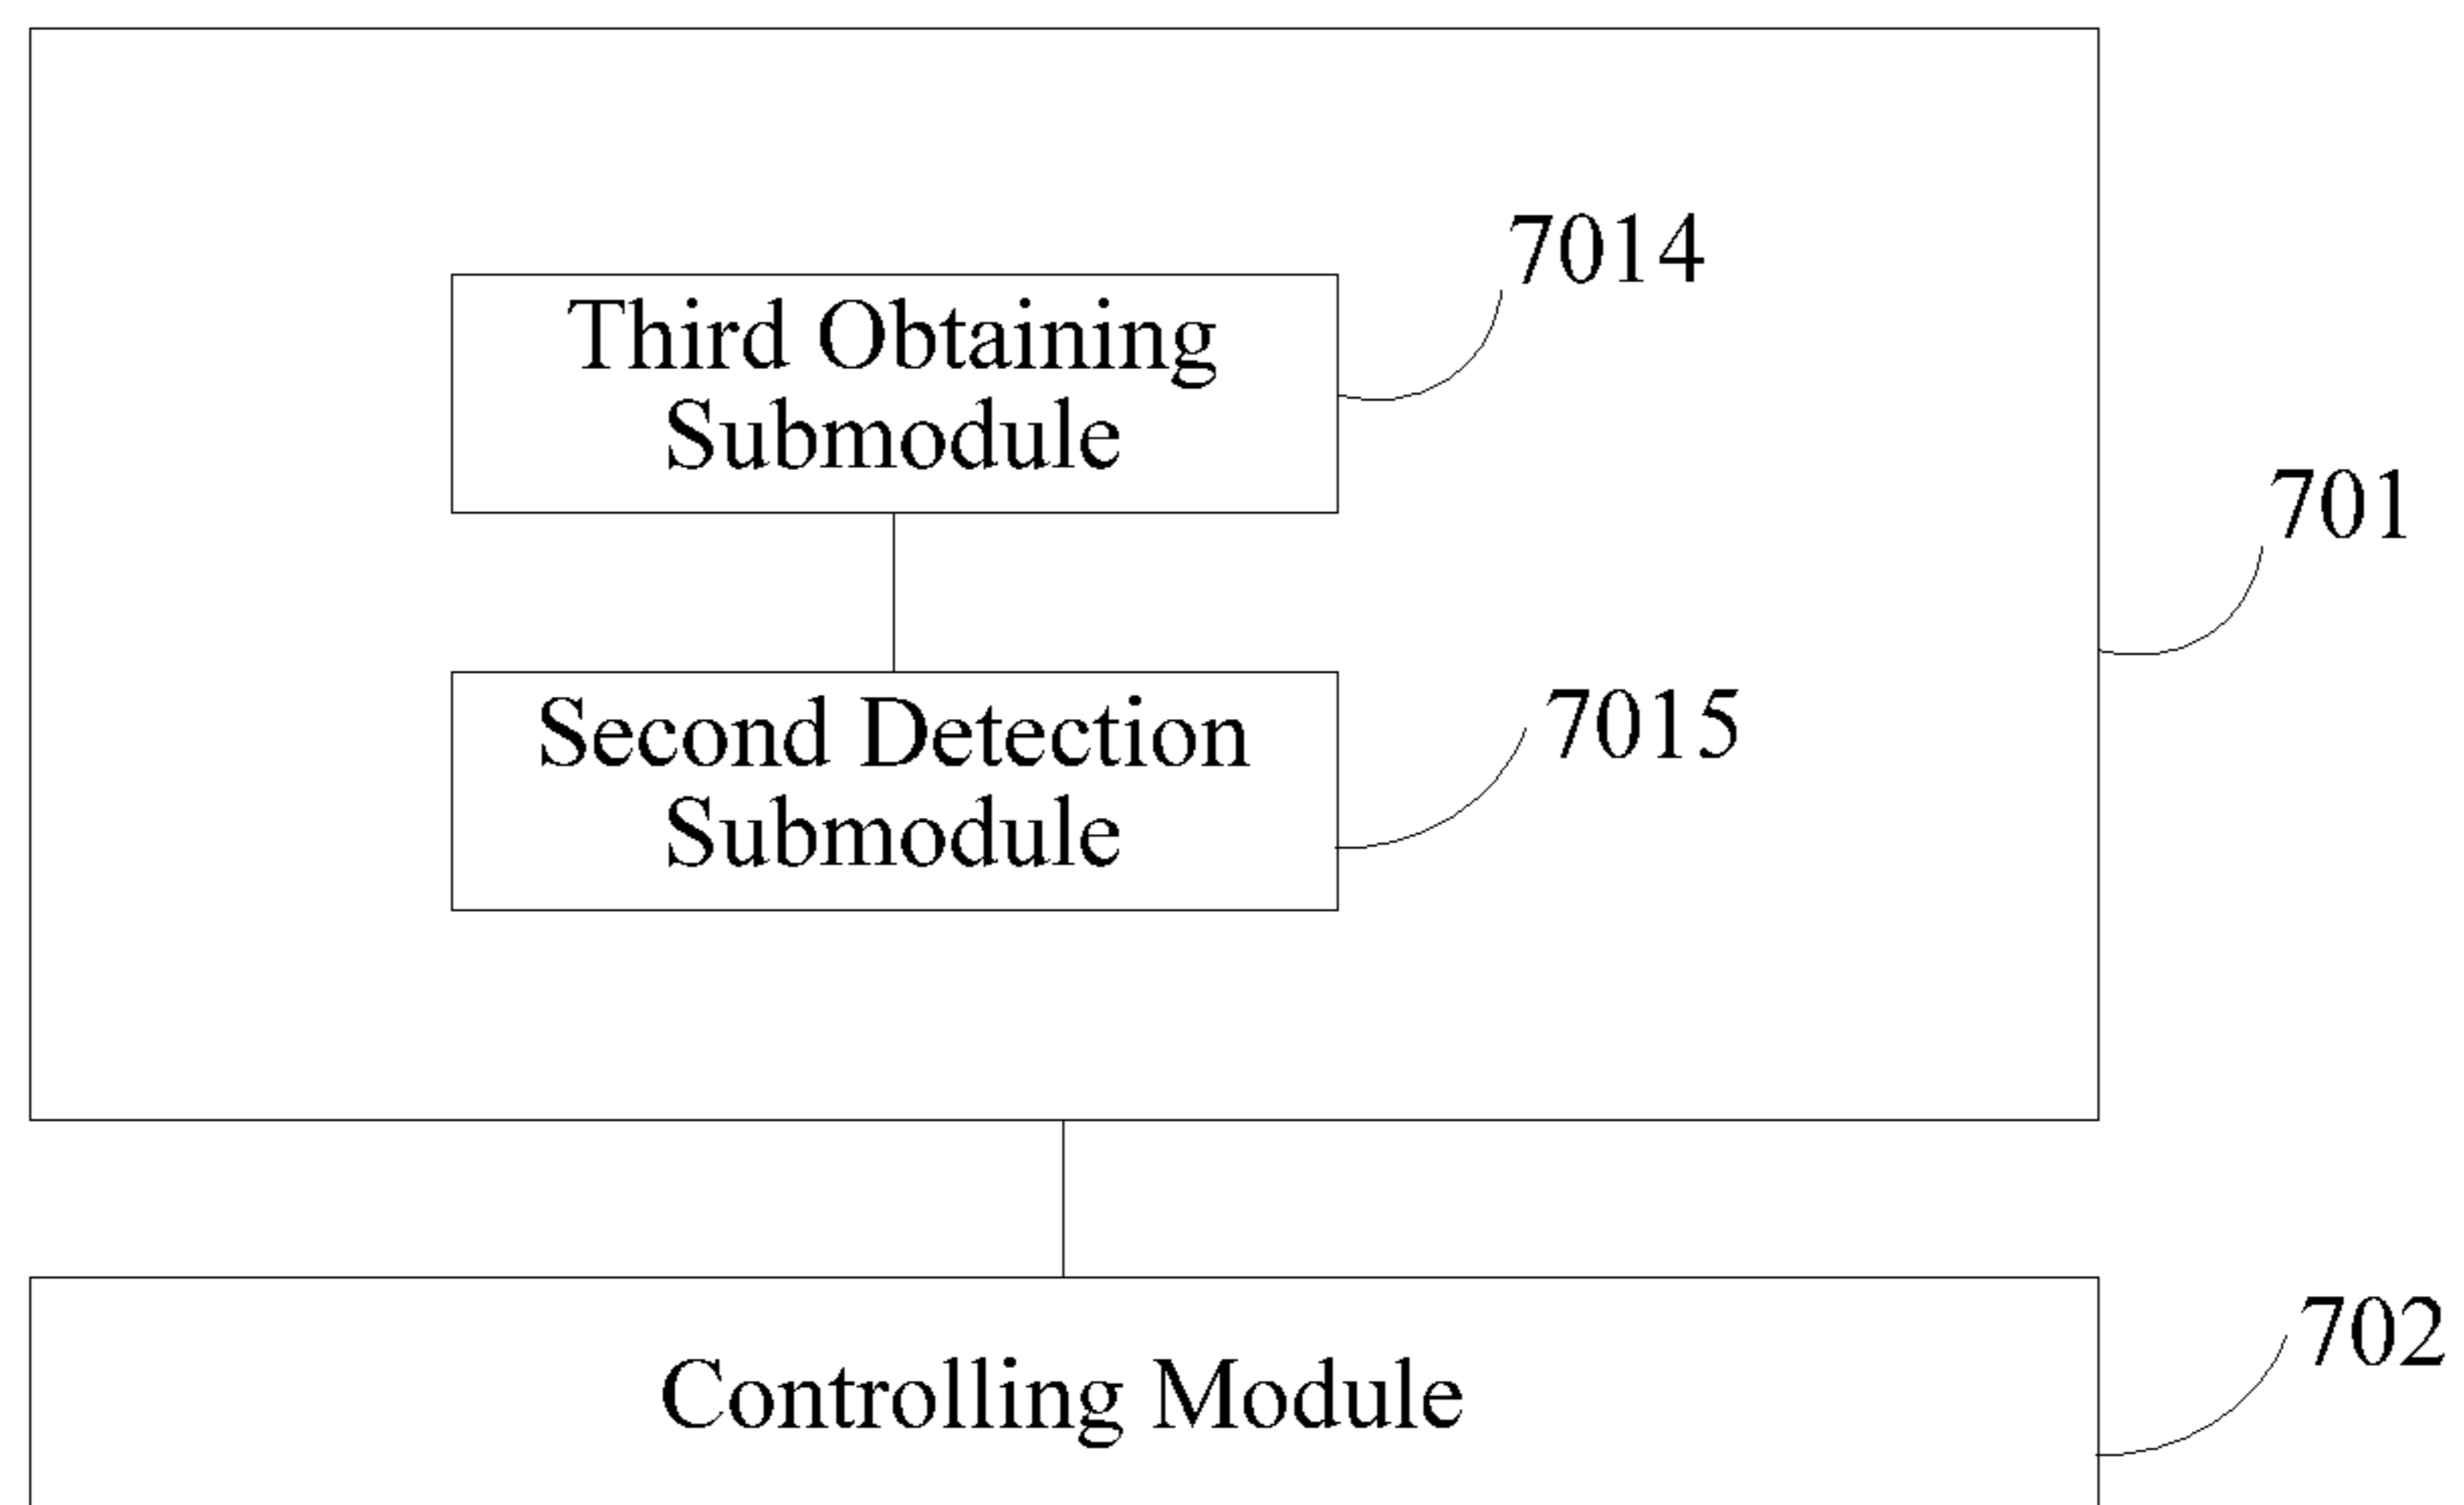 7014
Third Obtaining
Submodule
701
7015
Second Detection
Submodule
702
Controlling Module